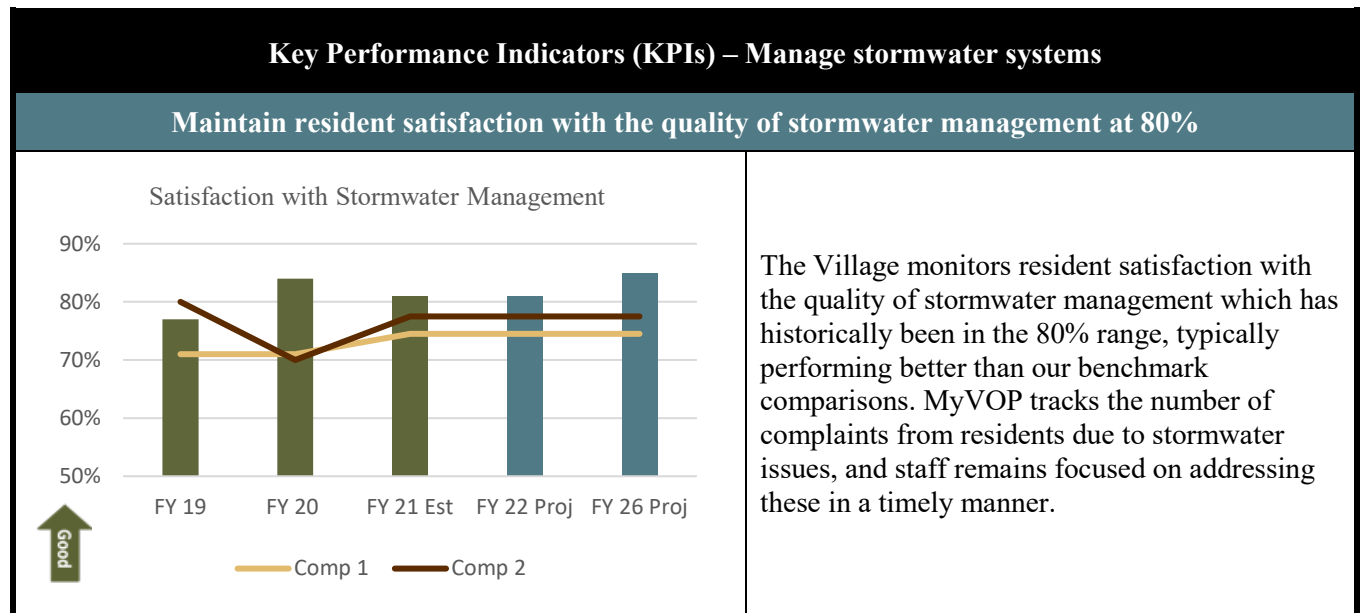 Key Performance Indicators (KPIs) – Manage stormwater systems
Maintain resident satisfaction with the quality of stormwater management at 80%
Satisfaction with Stormwater Management
90%
80%
70%
60%
50%
FY 19
FY 20
FY 21 Est
FY 22 Proj
FY 26 Proj
Good
Comp 1
Comp 2
The Village monitors resident satisfaction with
the quality of stormwater management which has
historically been in the 80% range, typically
performing better than our benchmark
comparisons. MyVOP tracks the number of
complaints from residents due to stormwater
issues, and staff remains focused on addressing
these in a timely manner.